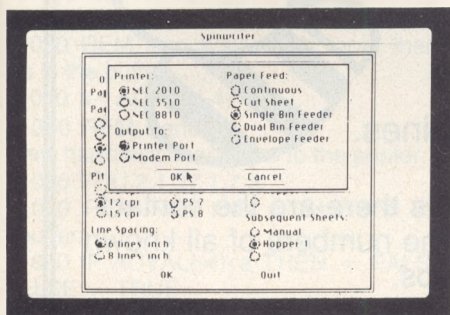 Spinwriter
Printer:
NEC 2010
NEC 3510
NEC 8810
Output To:
Printer Port
Modem Port
OK
Paper Feed:
Continuous
Cut Sheet
Single Bin Feeder
Dual Bin Feeder
Envelope Feeder
Cancel
12 cpi
PS 7
15 cpi
PS 8
Line Spacing:
6 lines inch
8 lines inch
Subsequent Sheets:
Manual
Hopper 1
OK
Quit